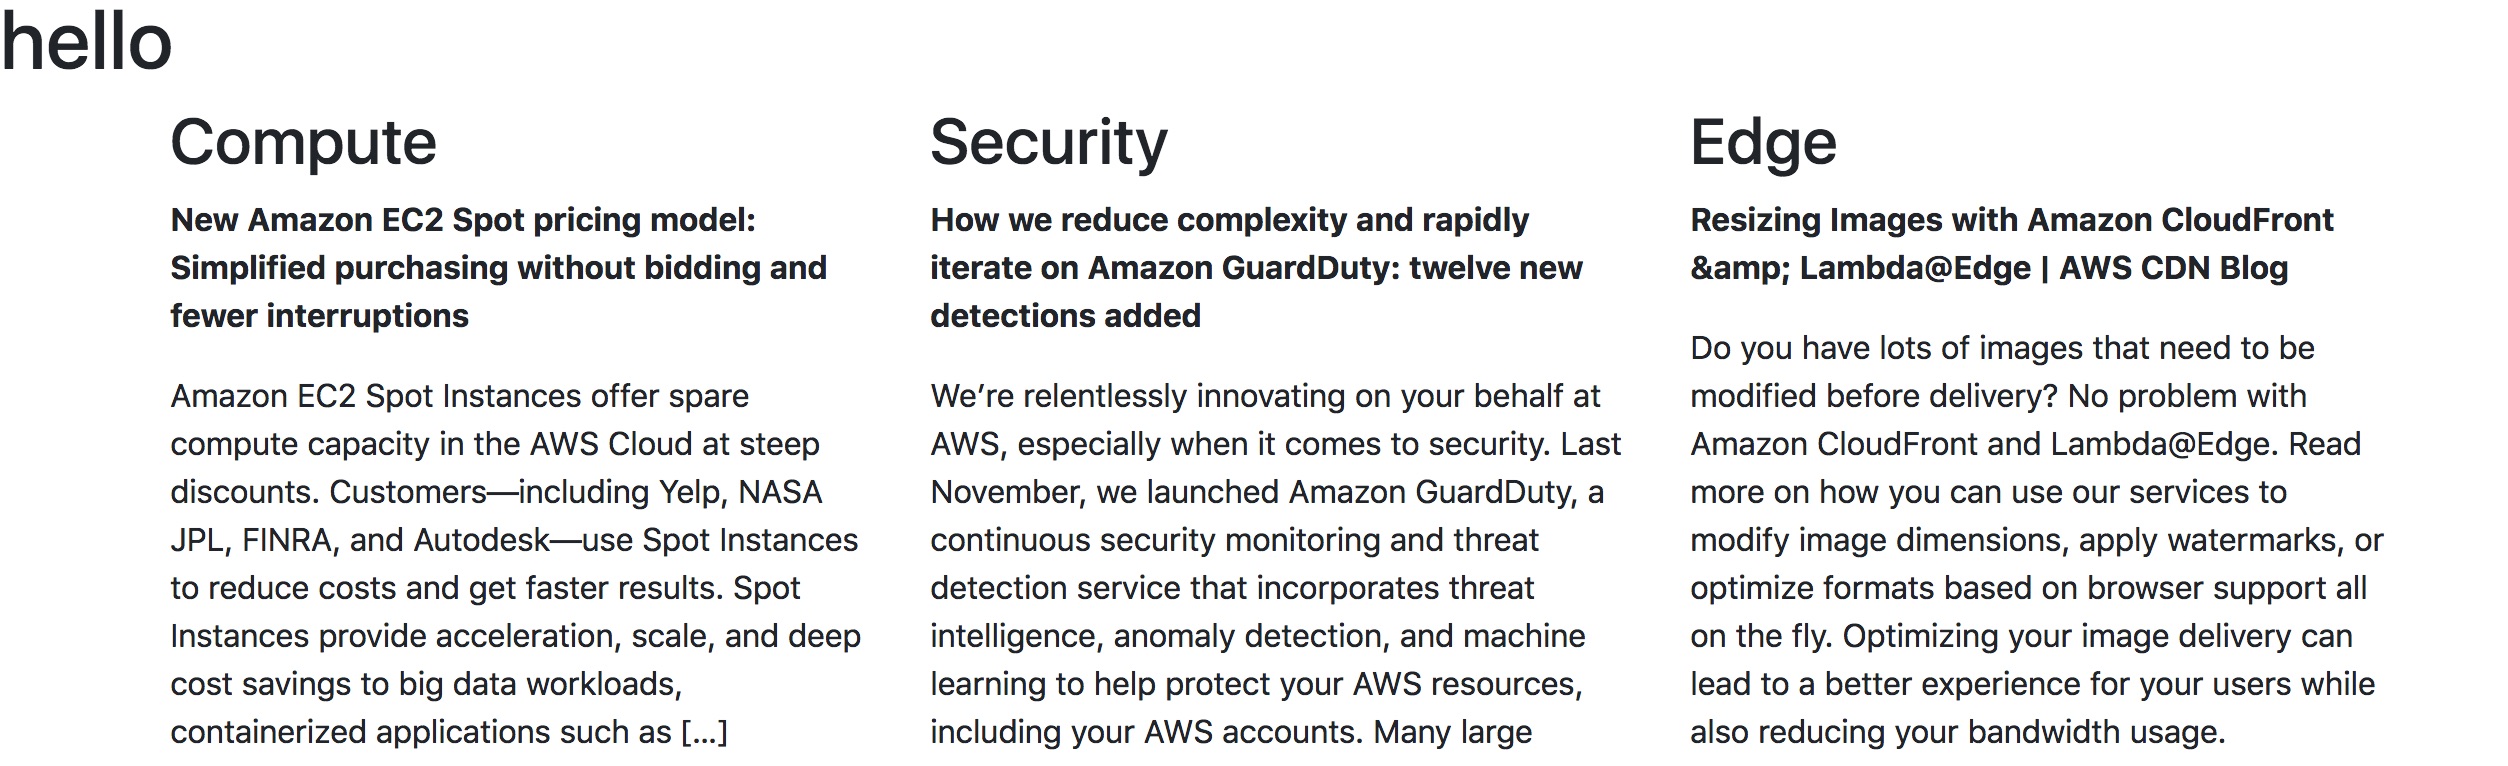 hello
Compute
New Amazon EC2 Spot pricing model:
Simplified purchasing without bidding and
fewer interruptions
Amazon EC2 Spot Instances offer spare
compute capacity in the AWS Cloud at steep
discounts. Customers—including Yelp, NASA
JPL, FINRA, and Autodesk—use Spot Instances
to reduce costs and get faster results. Spot
Instances provide acceleration, scale, and deep
cost savings to big data workloads,
containerized applications such as [...]
Security
How we reduce complexity and rapidly
iterate on Amazon GuardDuty: twelve new
detections added
We’re relentlessly innovating on your behalf at
AWS, especially when it comes to security. Last
November, we launched Amazon GuardDuty, a
continuous security monitoring and threat
detection service that incorporates threat
intelligence, anomaly detection, and machine
learning to help protect your AWS resources,
including your AWS accounts. Many large
Edge
Resizing Images with Amazon CloudFront
&amp; Lambda@Edge | AWS CDN Blog
Do you have lots of images that need to be
modified before delivery? No problem with
Amazon CloudFront and Lambda@Edge. Read
more on how you can use our services to
modify image dimensions, apply watermarks, or
optimize formats based on browser support all
on the fly. Optimizing your image delivery can
lead to a better experience for your users while
also reducing your bandwidth usage.